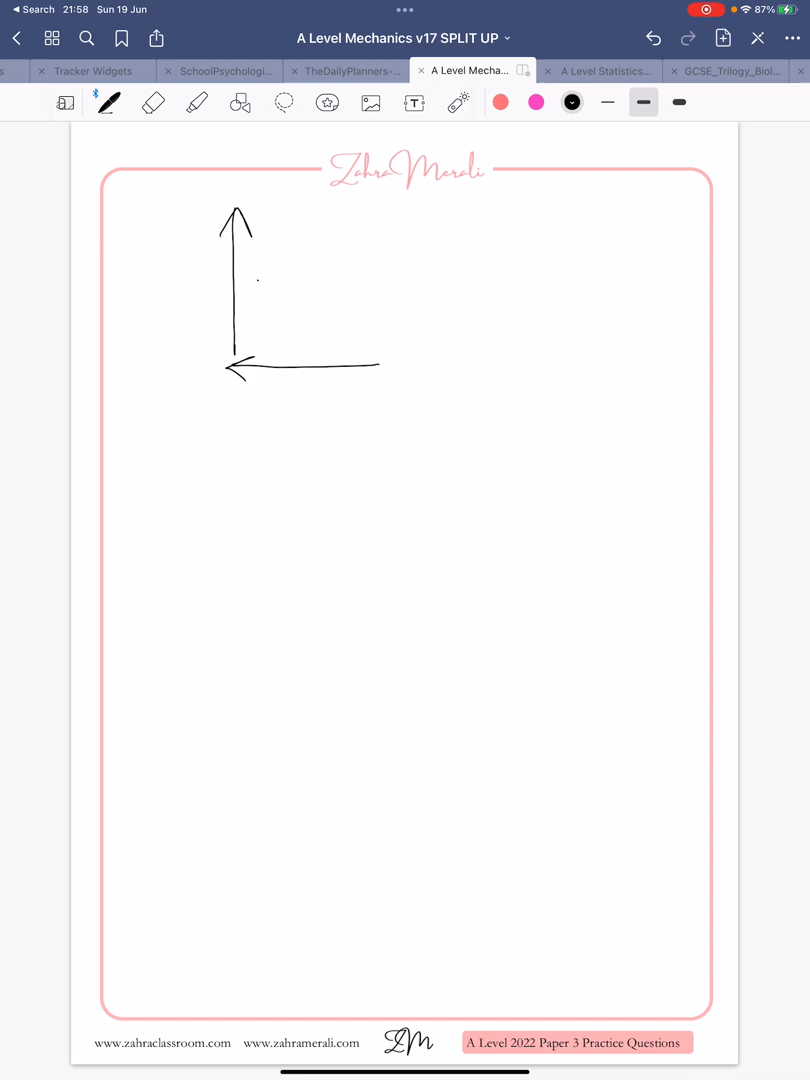 Search 21:58 Sun 19 Jun 87%
A Level Mechanics v17 SPLIT UP
s Tracker Widgets SchoolPsychologi... TheDailyPlanners-... A Level Mecha... A Level Statistics... GCSE_Trilogy_Biol...
T
Zahra Merali
www.zahraclassroom.com www.zahramerali.com ZM A Level 2022 Paper 3 Practice Questions